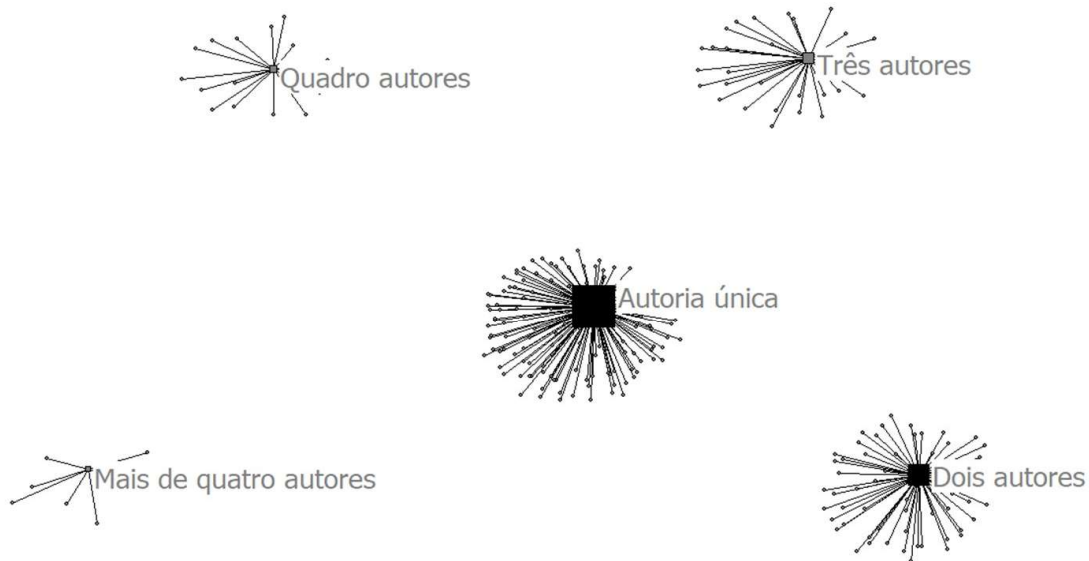 Quadro autores
Três autores
Autoria única
Mais de quatro autores
Dois autores